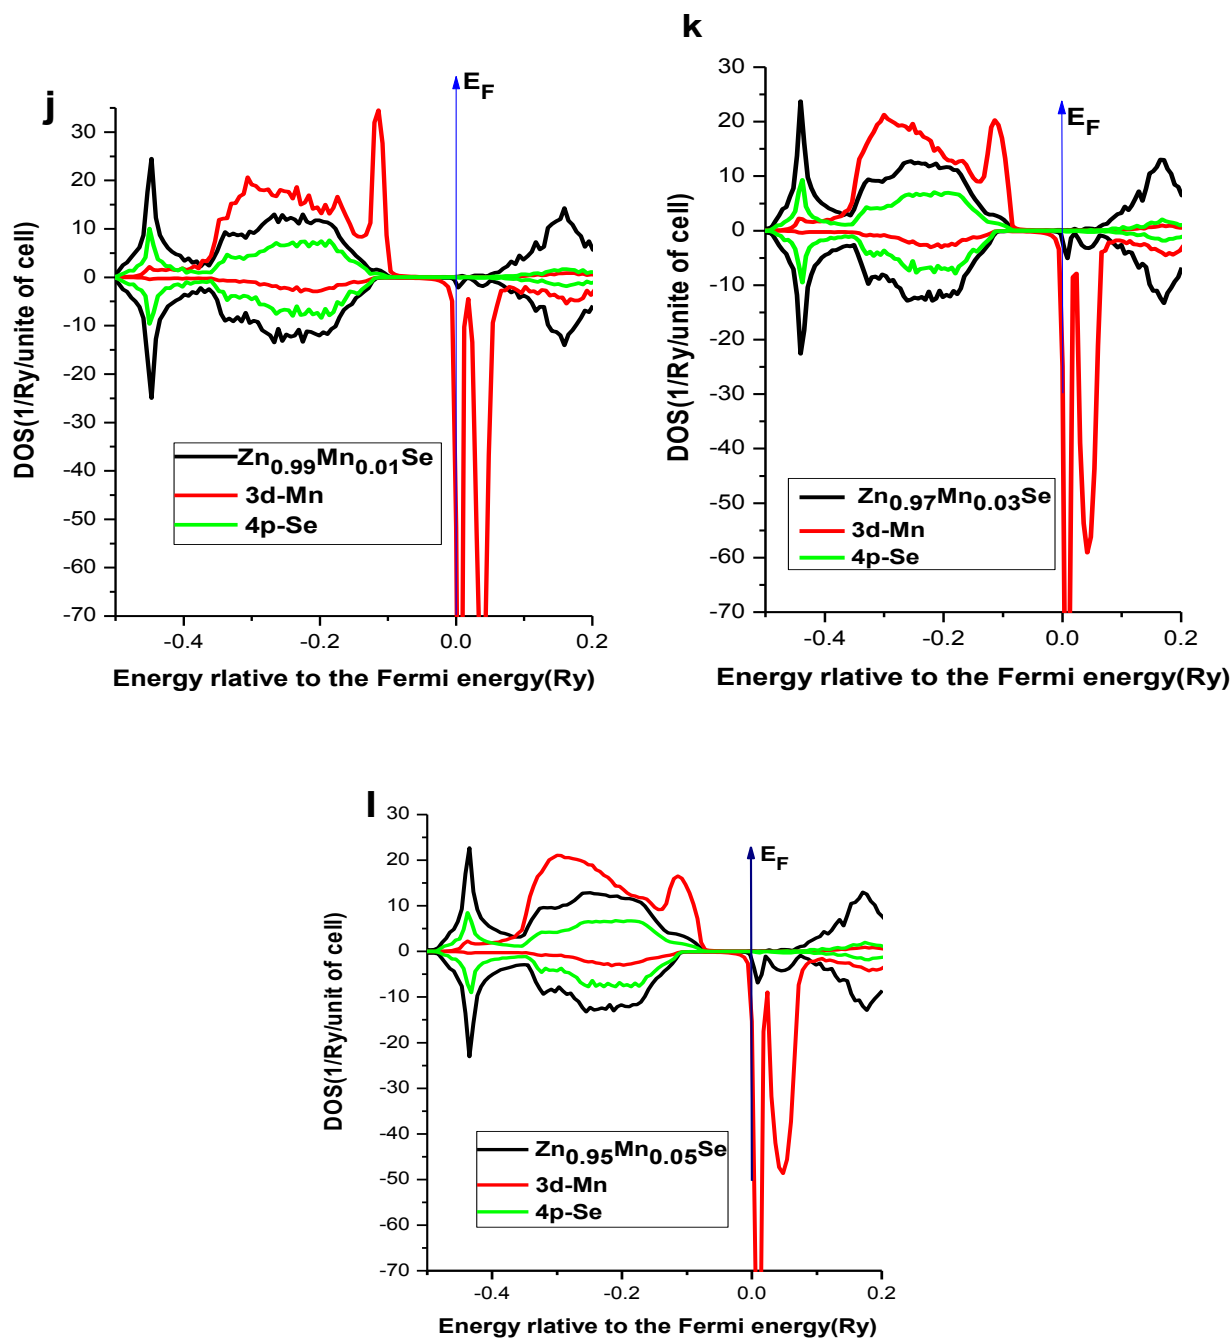 j
E_F
30
20
10
0
-10
-20
-30
-40
-50
-60
-70
DOS(1/Ry/unite of cell)
Zn0.99Mn0.01Se
3d-Mn
4p-Se
-0.4
-0.2
0.0
0.2
Energy rlative to the Fermi energy(Ry)
k
E_F
30
20
10
0
-10
-20
-30
-40
-50
-60
-70
DOS(1/Ry/unite of cell)
Zn0.97Mn0.03Se
3d-Mn
4p-Se
-0.4
-0.2
0.0
0.2
Energy rlative to the Fermi energy(Ry)
l
E_F
30
20
10
0
-10
-20
-30
-40
-50
-60
-70
DOS(1/Ry/unit of cell)
Zn0.95Mn0.05Se
3d-Mn
4p-Se
-0.4
-0.2
0.0
0.2
Energy rlative to the Fermi energy(Ry)